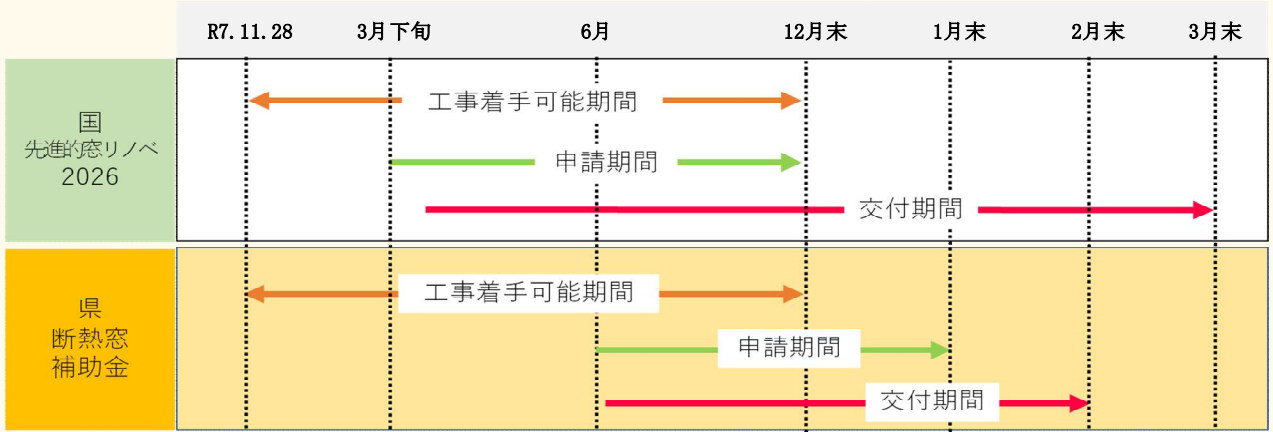 R7.11.28 3月下旬 6月 12月末 1月末 2月末 3月末
国
先進的窓リノベ
2026
工事着手可能期間
申請期間
交付期間
県
断熱窓
補助金
工事着手可能期間
申請期間
交付期間